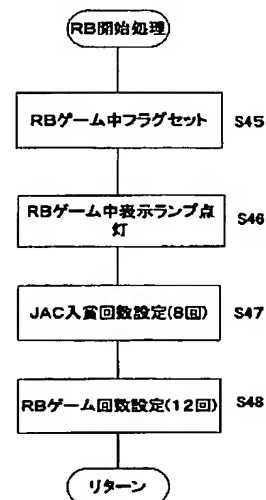 RB開始処理
RBゲーム中フラグセット S45
RBゲーム中表示ランプ点
灯 S46
JAC入賞回数設定(8回) S47
RBゲーム回数設定(12回) S48
リターン